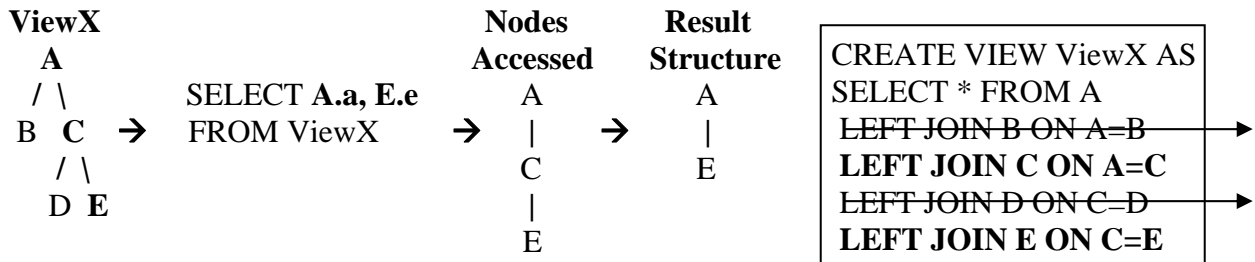 ViewX
A
/ \
B C
/ \
D E
→
SELECT A.a, E.e
FROM ViewX
→
Nodes
Accessed
A
|
C
|
E
→
Result
Structure
A
|
E
CREATE VIEW ViewX AS
SELECT * FROM A
LEFT JOIN B ON A=B
LEFT JOIN C ON A=C
LEFT JOIN D ON C=D
LEFT JOIN E ON C=E